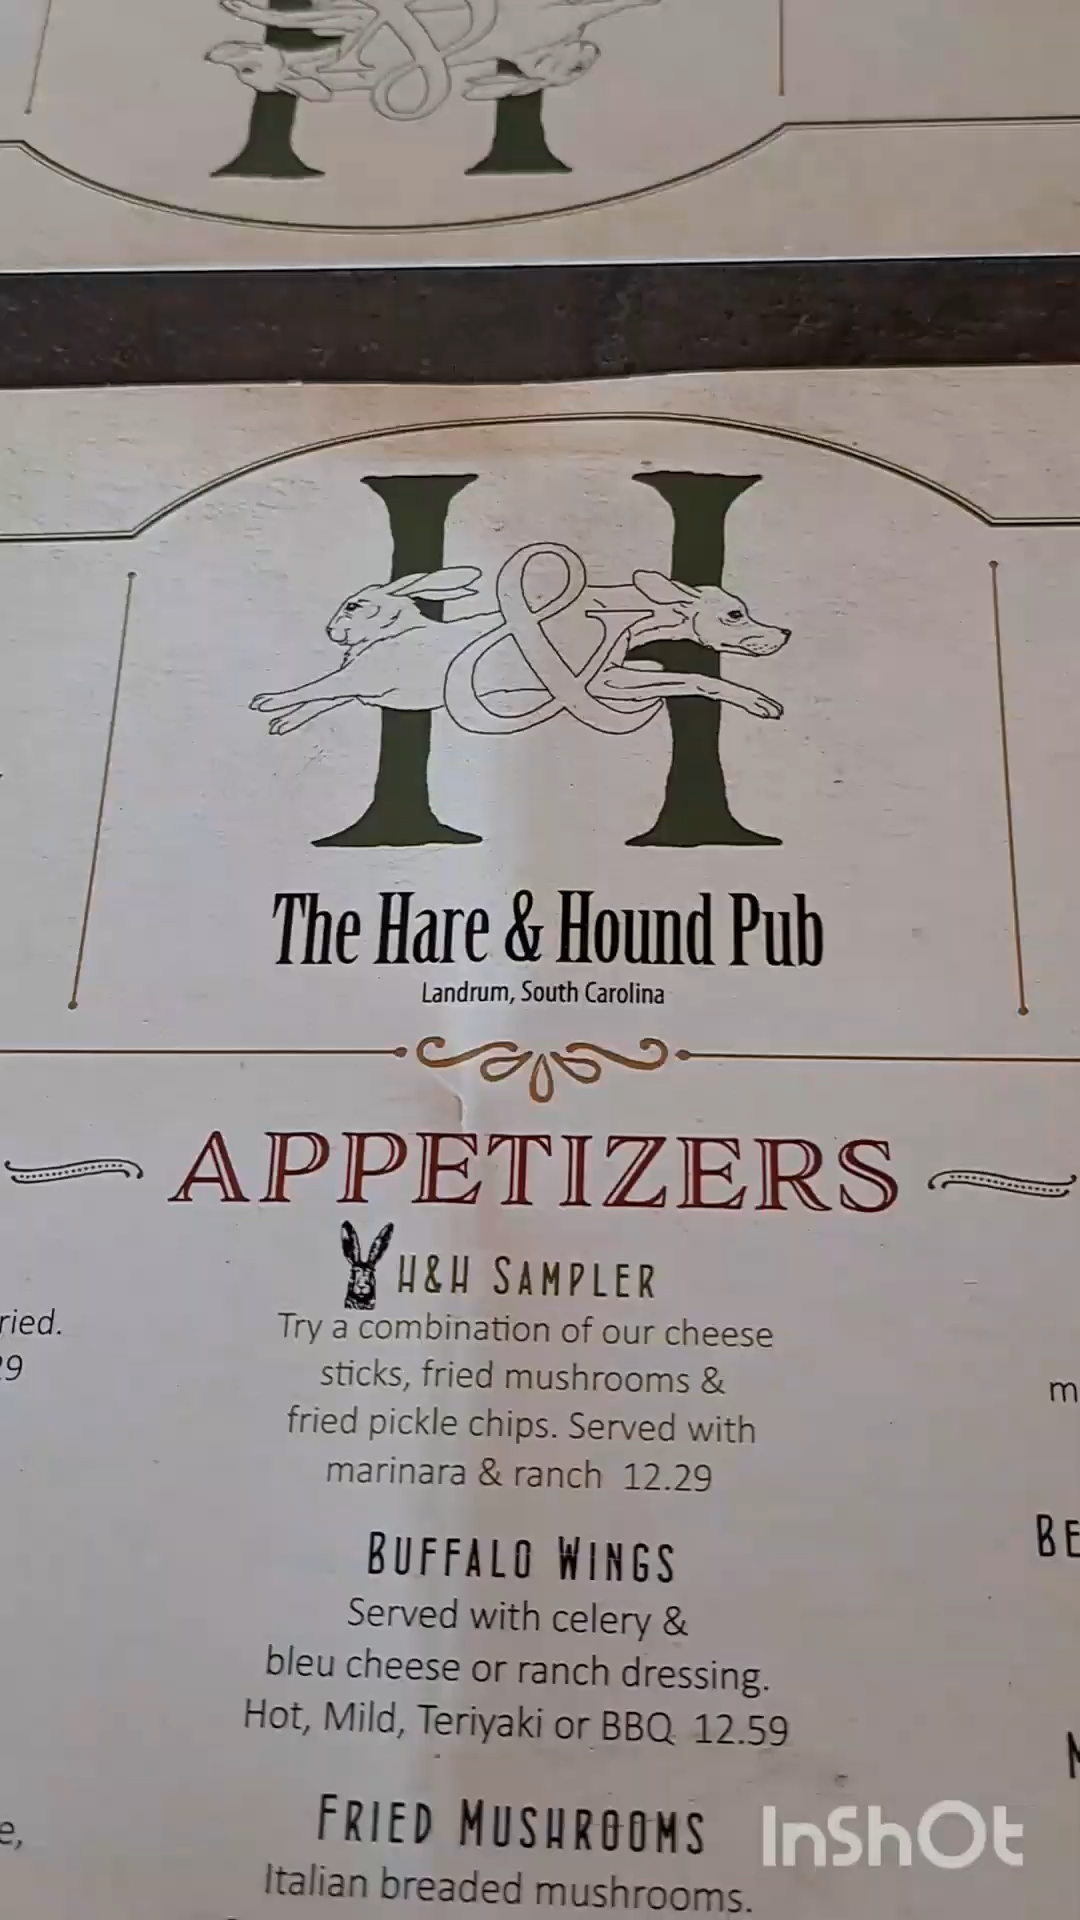 H&H
H&H
The Hare & Hound Pub
Landrum, South Carolina
APPETIZERS
H&H SAMPLER
Try a combination of our cheese
sticks, fried mushrooms &
fried pickle chips. Served with
marinara & ranch 12.29
BUFFALO WINGS
Served with celery &
bleu cheese or ranch dressing.
Hot, Mild, Teriyaki or BBQ 12.59
FRIED MUSHROOMS
Italian breaded mushrooms.
InShOt